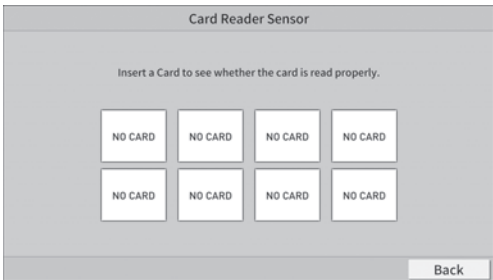 Card Reader Sensor
Insert a Card to see whether the card is read properly.
NO CARD NO CARD NO CARD NO CARD
NO CARD NO CARD NO CARD NO CARD
Back